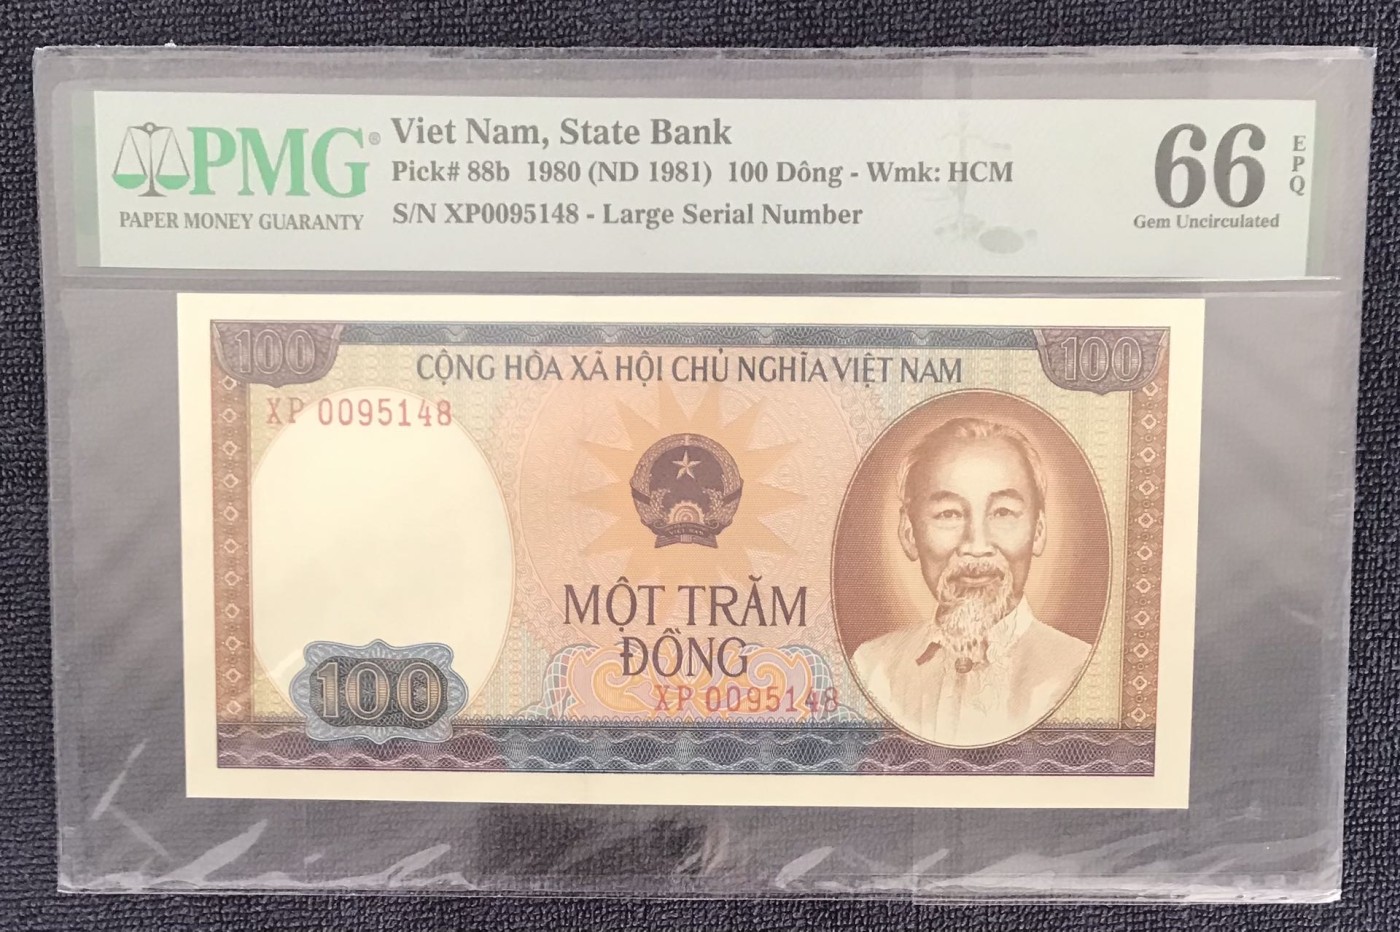 PMG®
PAPER MONEY GUARANTY
Viet Nam, State Bank
Pick# 88b 1980 (ND 1981) 100 Dông - Wmk: HCM
S/N XP0095148 - Large Serial Number
66
EPQ
Gem Uncirculated
100
CỘNG HÒA XÃ HỘI CHỦ NGHĨA VIỆT NAM
100
XP 0095148
MỘT TRĂM
ĐỒNG
100
XP 0095148